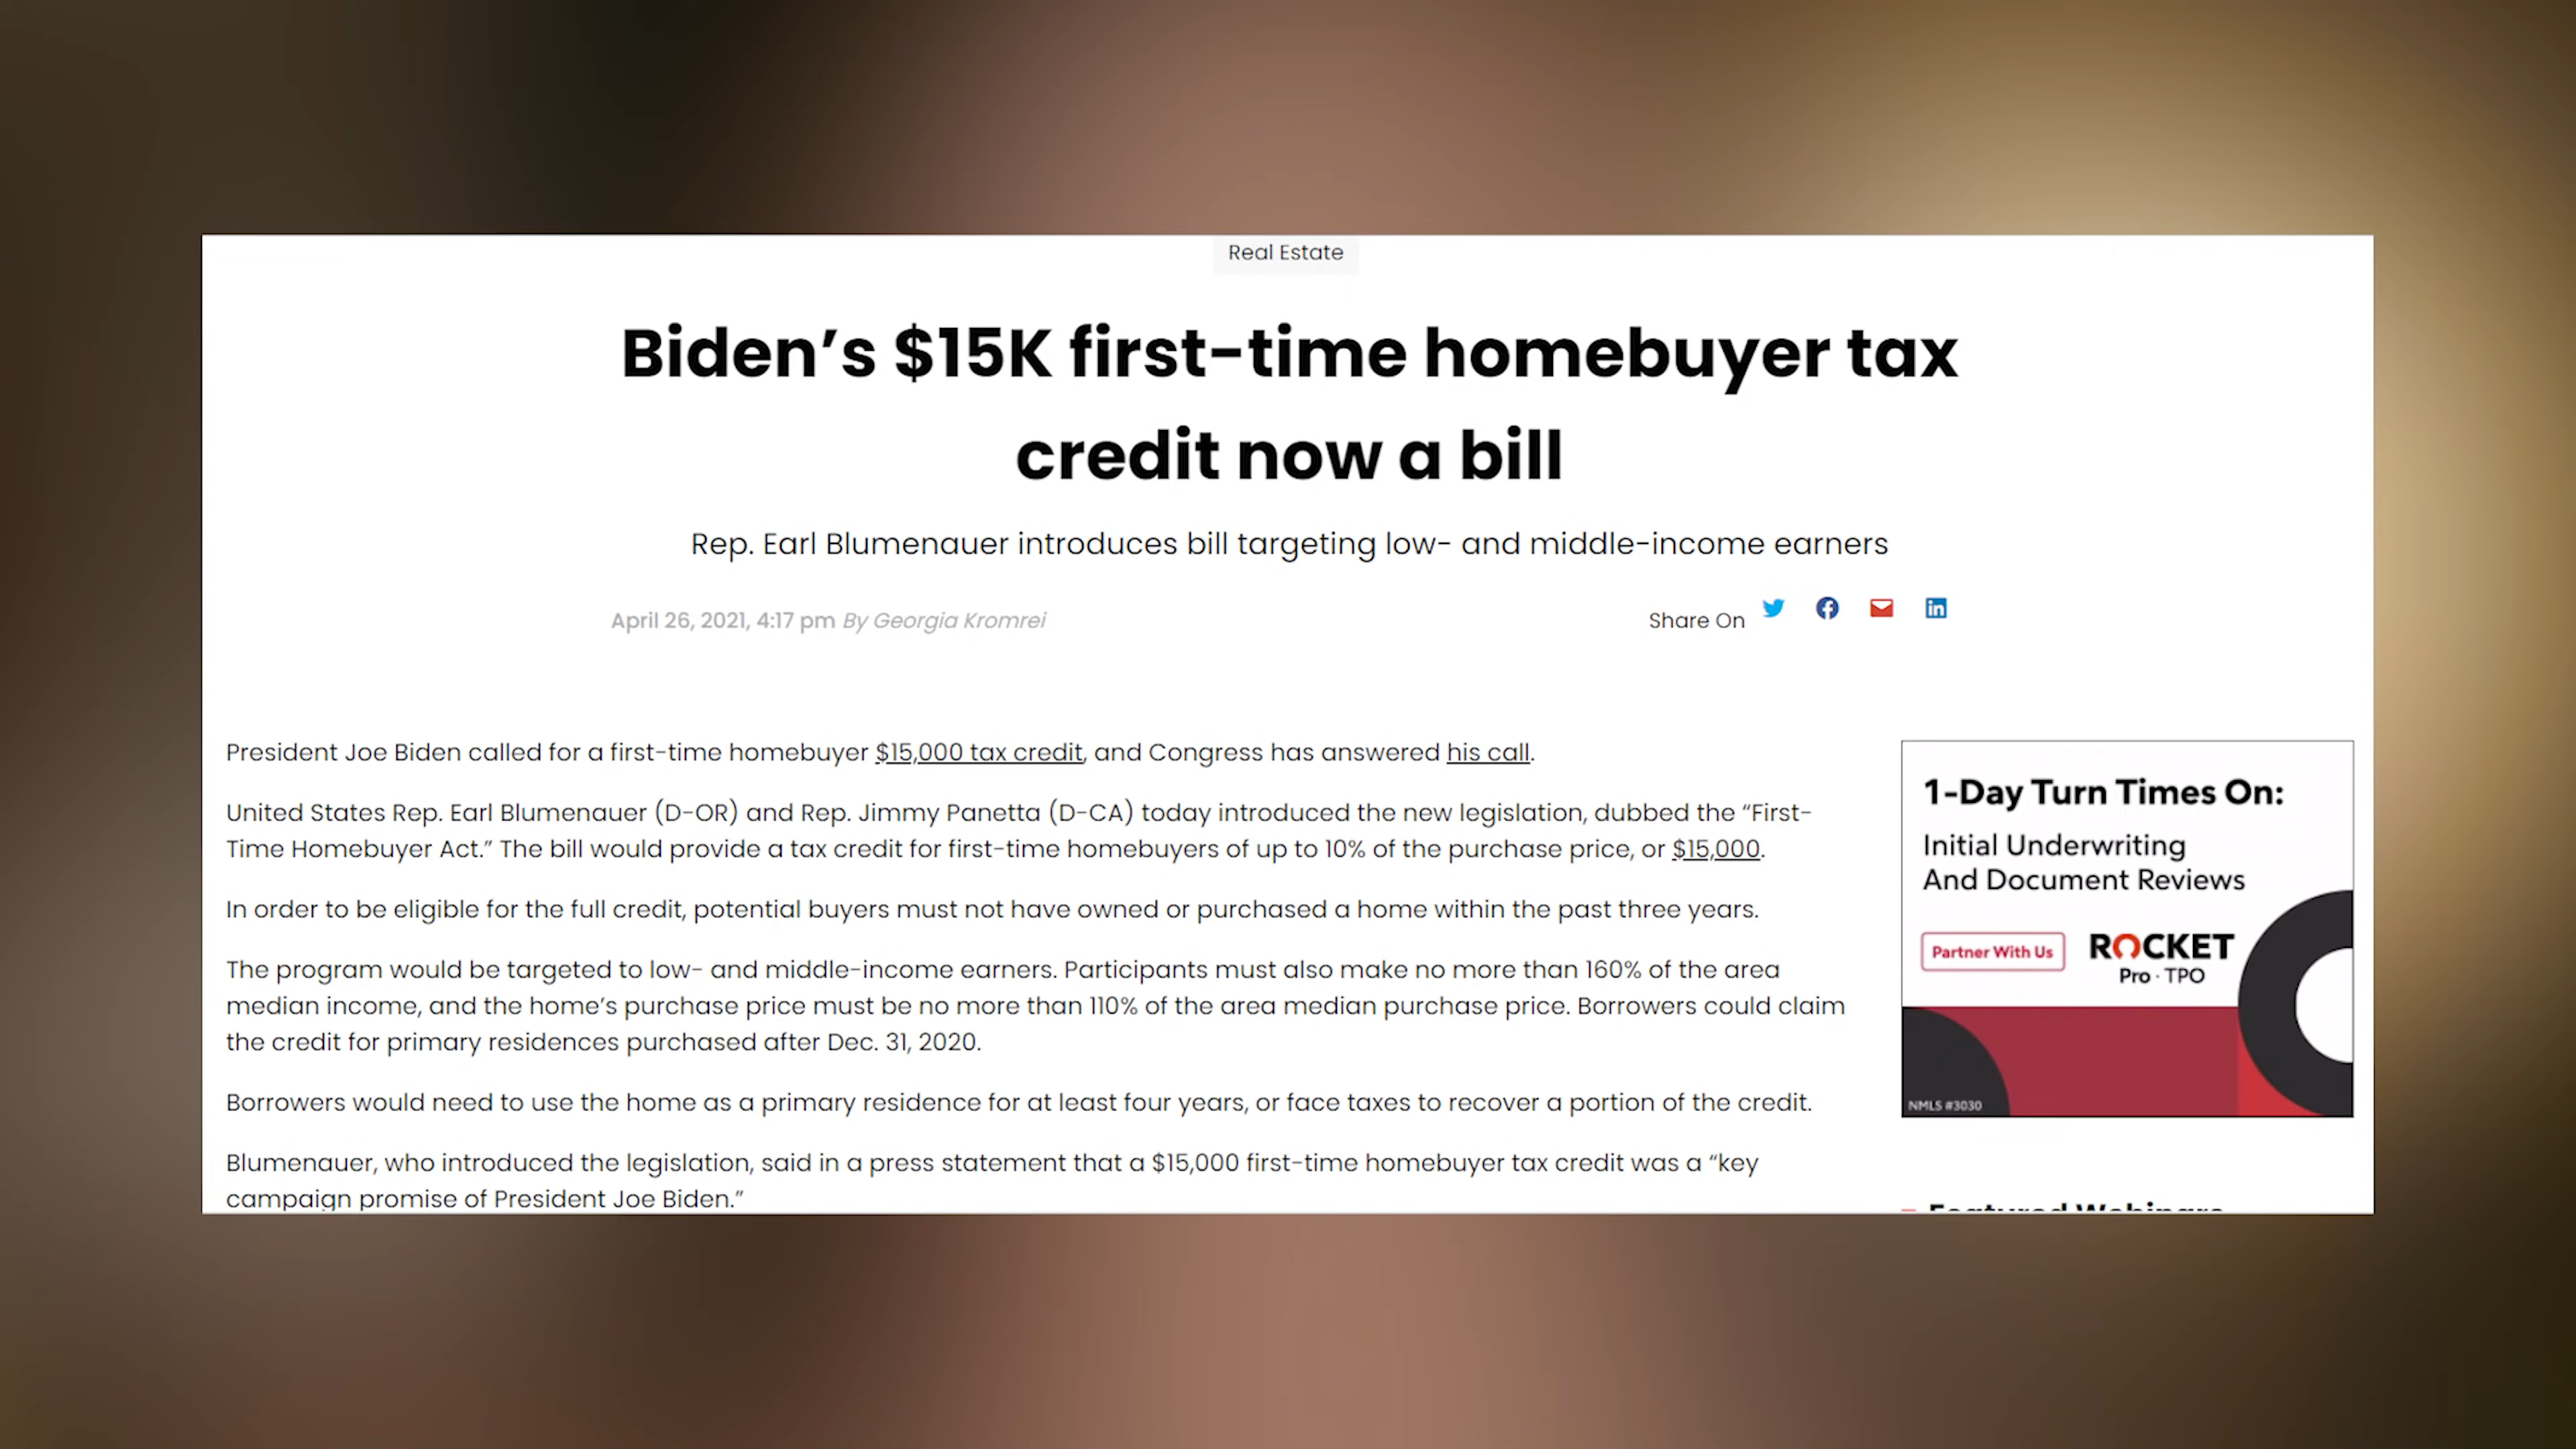 Real Estate
Biden’s $15K first-time homebuyer tax
credit now a bill
Rep. Earl Blumenauer introduces bill targeting low- and middle-income earners
April 26, 2021, 4:17 pm By Georgia Kromrei
Share On
President Joe Biden called for a first-time homebuyer $15,000 tax credit, and Congress has answered his call.
United States Rep. Earl Blumenauer (D-OR) and Rep. Jimmy Panetta (D-CA) today introduced the new legislation, dubbed the “First-
Time Homebuyer Act.” The bill would provide a tax credit for first-time homebuyers of up to 10% of the purchase price, or $15,000.
In order to be eligible for the full credit, potential buyers must not have owned or purchased a home within the past three years.
The program would be targeted to low- and middle-income earners. Participants must also make no more than 160% of the area
median income, and the home’s purchase price must be no more than 110% of the area median purchase price. Borrowers could claim
the credit for primary residences purchased after Dec. 31, 2020.
Borrowers would need to use the home as a primary residence for at least four years, or face taxes to recover a portion of the credit.
Blumenauer, who introduced the legislation, said in a press statement that a $15,000 first-time homebuyer tax credit was a “key
campaign promise of President Joe Biden.”
1-Day Turn Times On:
Initial Underwriting
And Document Reviews
Partner With Us
ROCKET
Pro · TPO
NMLS #3030
Featured Webinars